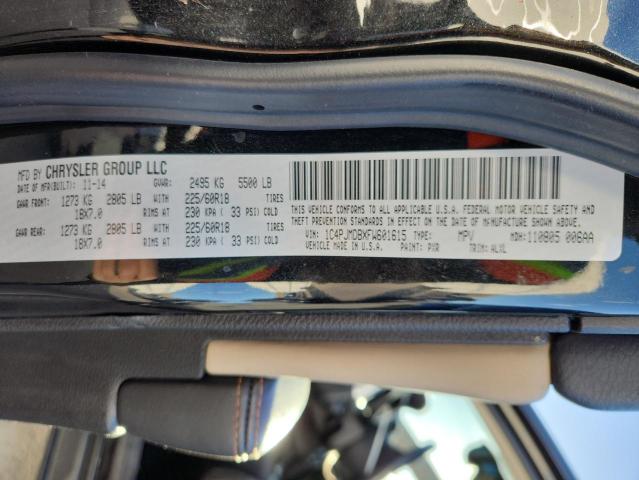 MFD BY CHRYSLER GROUP LLC
DATE OF MFR(BUILT): 11-14 GVWR: 2495 KG 5500 LB
GAWR FRONT: 1273 KG 2805 LB WITH 225/60R18 TIRES
18X7.0 RIMS AT 230 KPA ( 33 PSI) COLD
GAWR REAR: 1273 KG 2805 LB WITH 225/60R18 TIRES
18X7.0 RIMS AT 230 KPA ( 33 PSI) COLD
THIS VEHICLE CONFORMS TO ALL APPLICABLE U.S.A. FEDERAL MOTOR VEHICLE SAFETY AND
THEFT PREVENTION STANDARDS IN EFFECT ON THE DATE OF MANUFACTURE SHOWN ABOVE.
VIN: 1C4PJMDBXFW601615 TYPE: MPV MDH:110805 006AA
MADE IN U.S.A. PAINT: PXR TRIM: ALXL